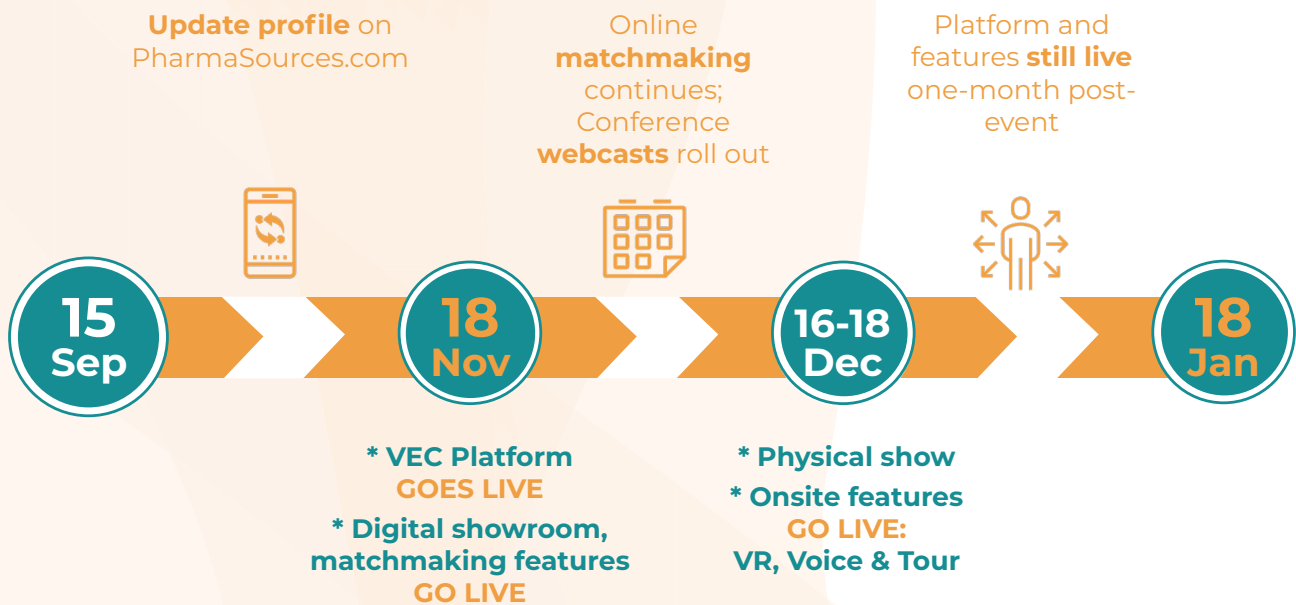 Update profile on
PharmaSources.com
Online
matchmaking
continues;
Conference
webcasts roll out
Platform and
features still live
one-month post-
event
15
Sep
18
Nov
16-18
Dec
18
Jan
* VEC Platform
GOES LIVE
* Digital showroom,
matchmaking features
GO LIVE
* Physical show
* Onsite features
GO LIVE:
VR, Voice & Tour